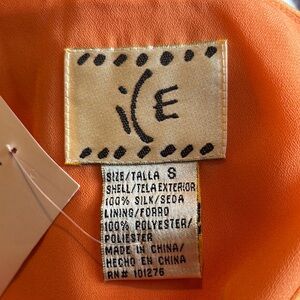 iCE
SIZE/TALLA S
SHELL/TELA EXTERIOR
100% SILK/SEDA
LINING/FORRO
100% POLYESTER/
POLIESTER
MADE IN CHINA/
HECHO EN CHINA
RN# 101276